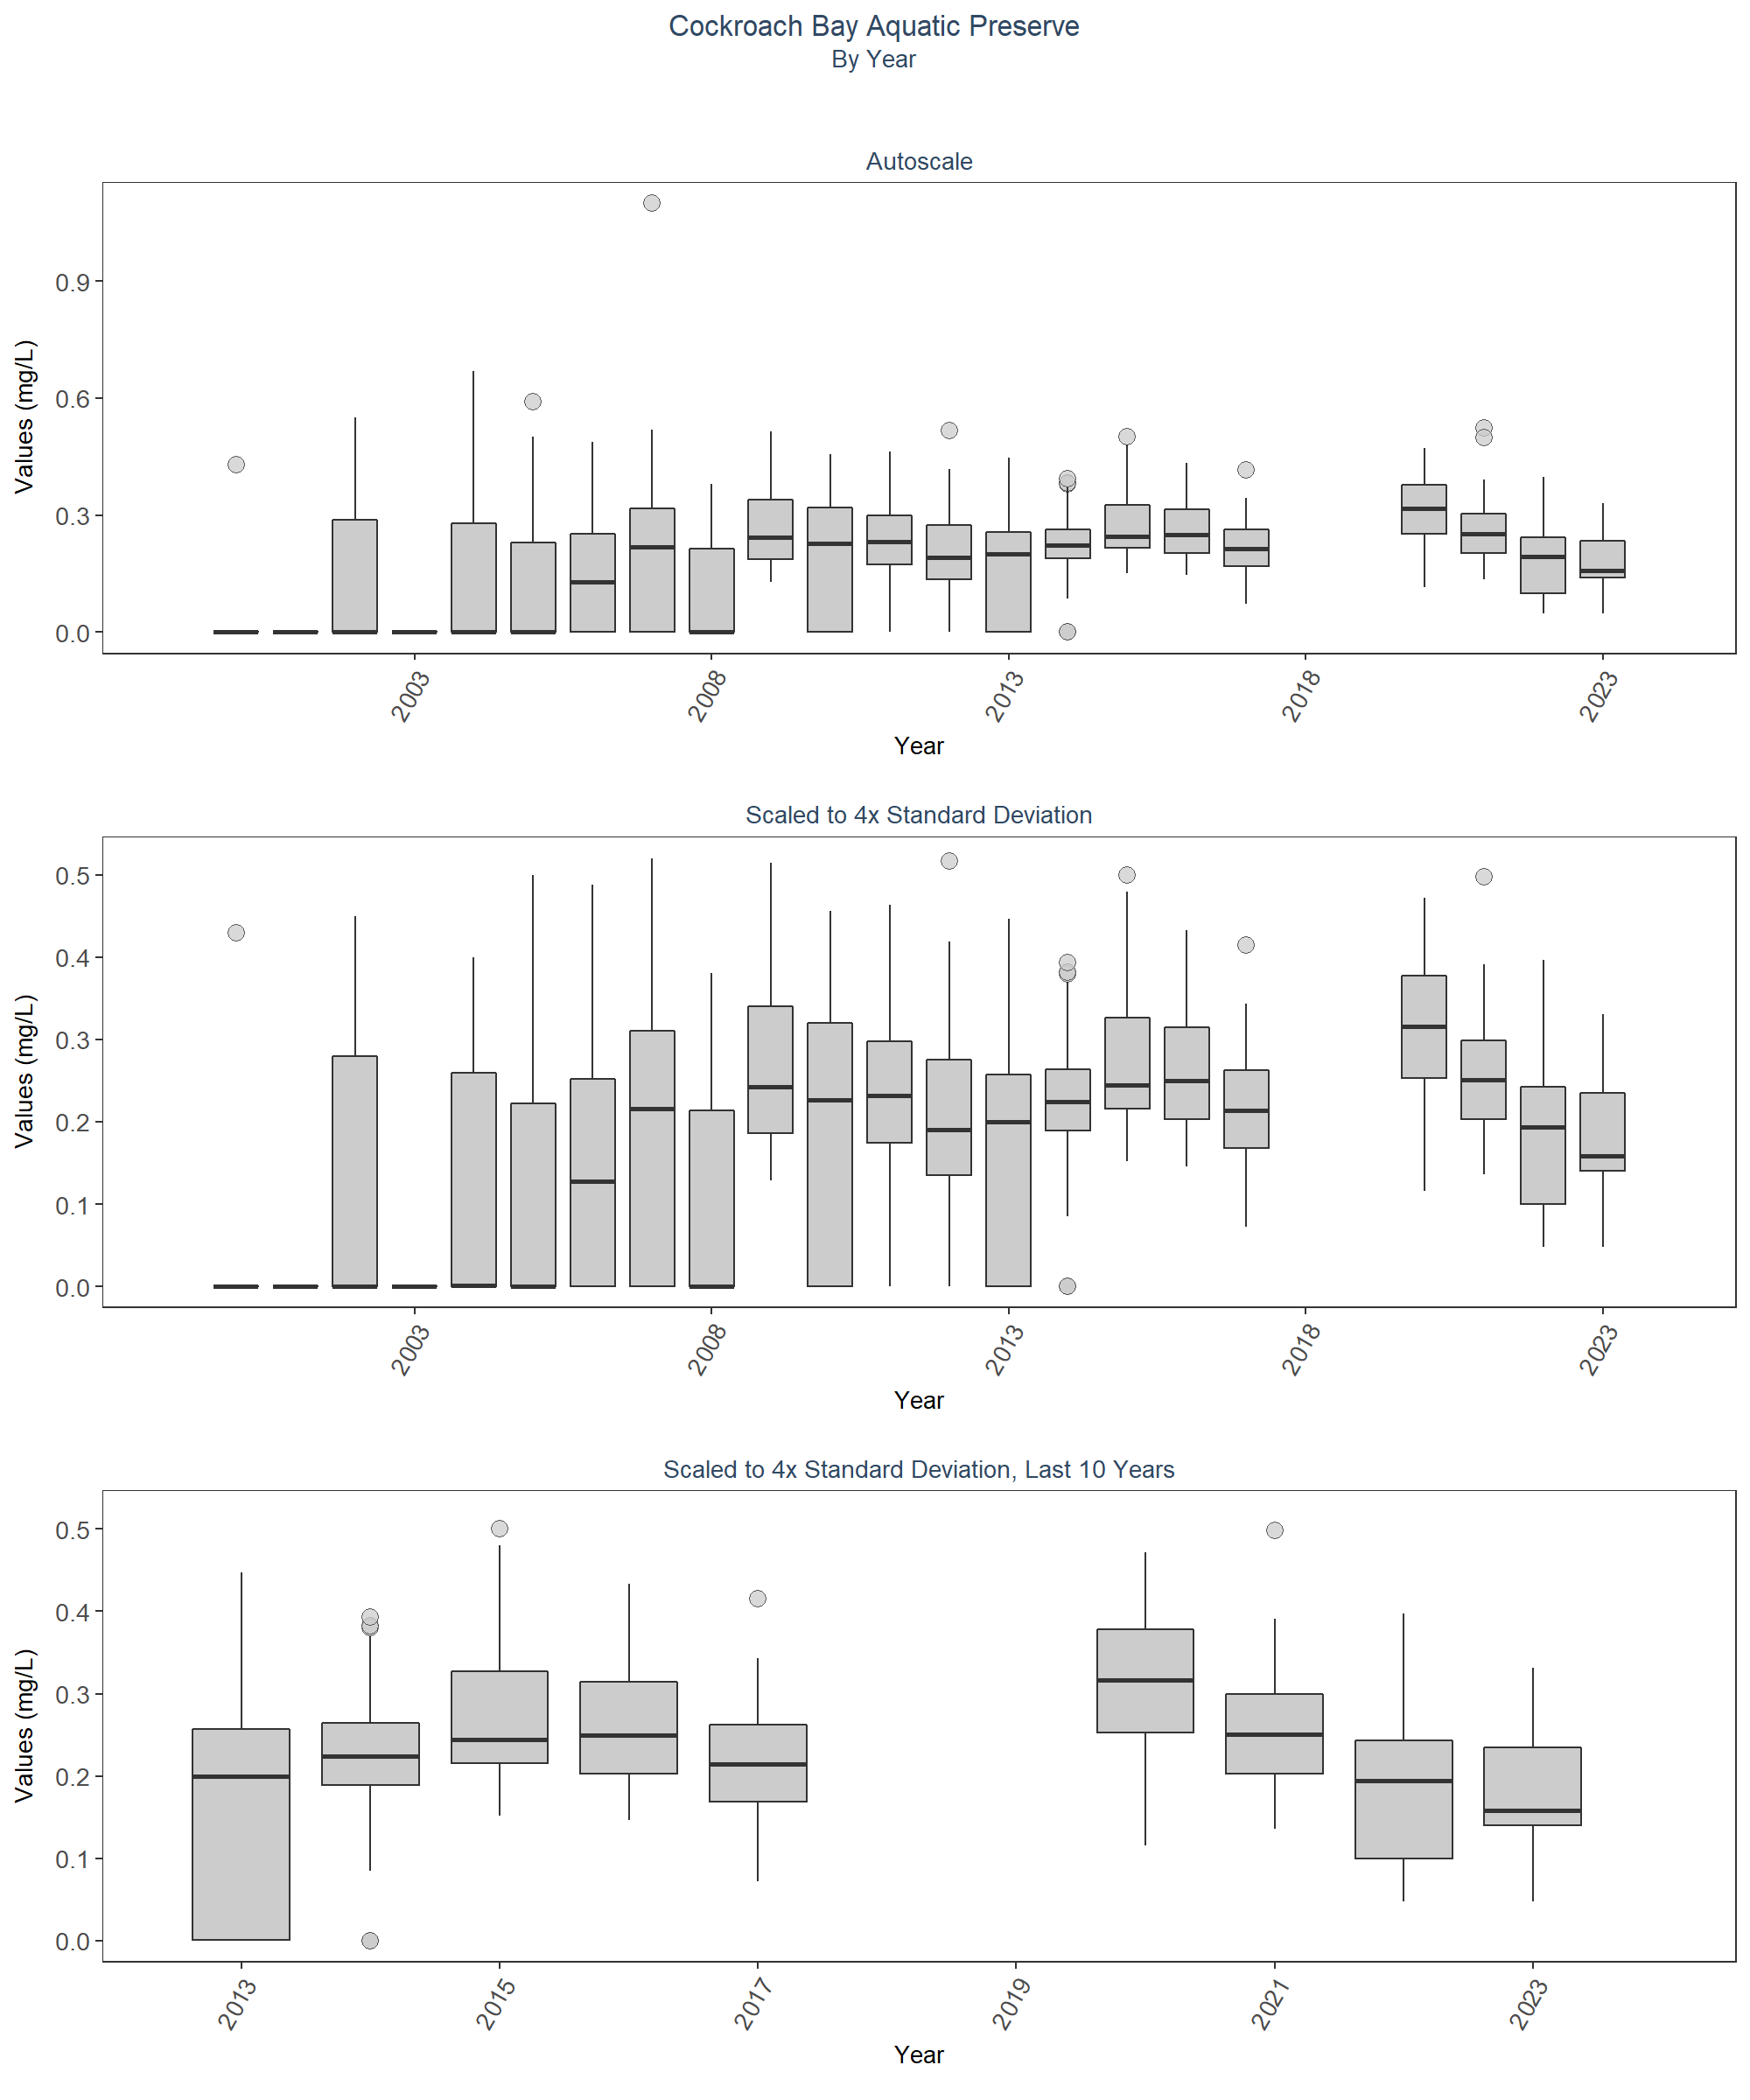 Cockroach Bay Aquatic Preserve
By Year
Autoscale
Values (mg/L)
0.9
0.6
0.3
0.0
2003
2008
2013
2018
2023
Year
Scaled to 4x Standard Deviation
Values (mg/L)
0.5
0.4
0.3
0.2
0.1
0.0
2003
2008
2013
2018
2023
Year
Scaled to 4x Standard Deviation, Last 10 Years
Values (mg/L)
0.5
0.4
0.3
0.2
0.1
0.0
2013
2015
2017
2019
2021
2023
Year